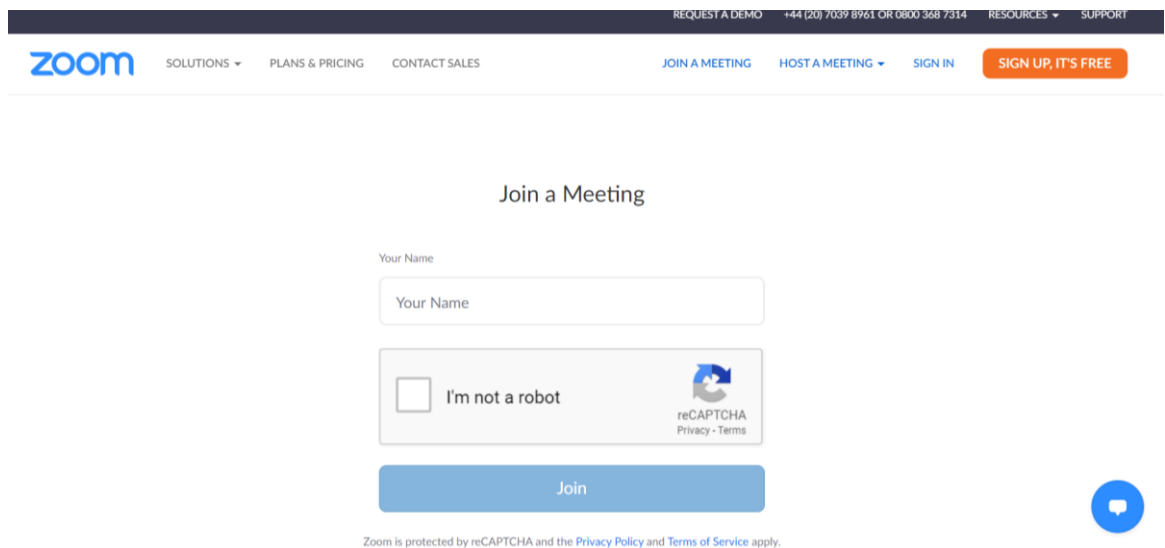 REQUEST A DEMO +44 (20) 7039 8961 OR 0800 368 7314 RESOURCES SUPPORT
zoom SOLUTIONS PLANS & PRICING CONTACT SALES JOIN A MEETING HOST A MEETING SIGN IN SIGN UP, IT'S FREE
Join a Meeting
Your Name
Your Name
I'm not a robot
reCAPTCHA
Privacy - Terms
Join
Zoom is protected by reCAPTCHA and the Privacy Policy and Terms of Service apply.